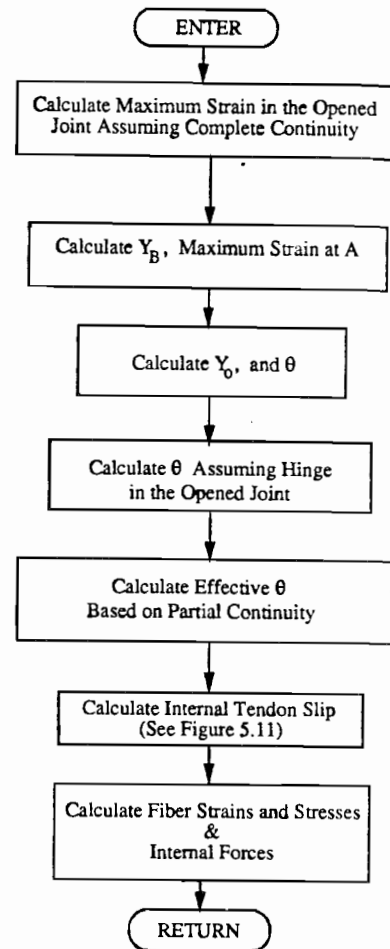 ENTER
Calculate Maximum Strain in the Opened
Joint Assuming Complete Continuity
Calculate Y_B, Maximum Strain at A
Calculate Y_o, and θ
Calculate θ Assuming Hinge
in the Opened Joint
Calculate Effective θ
Based on Partial Continuity
Calculate Internal Tendon Slip
(See Figure 5.11)
Calculate Fiber Strains and Stresses
&
Internal Forces
RETURN